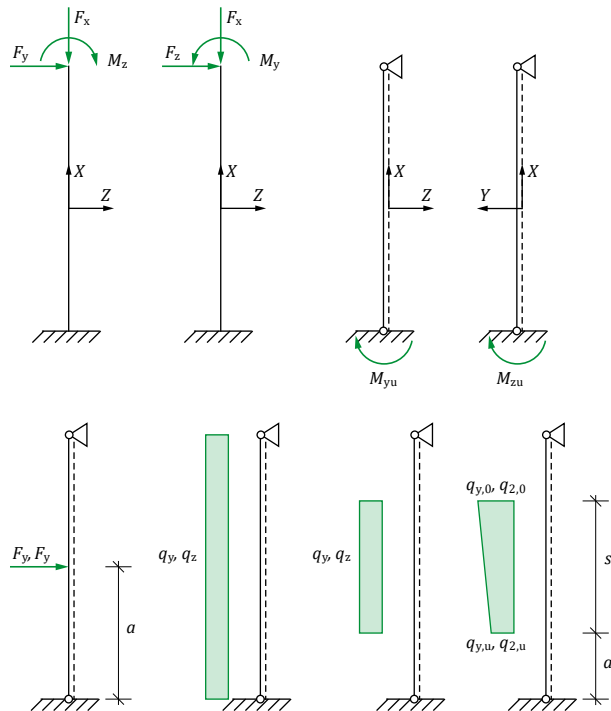 Fx Fx
Fy Mz Fz My
X X X X
Z Z Z Y
Myu Mzu
qy,0, q2,0
Fy, Fy qy, qz qy, qz s
a qy,u, q2,u
a